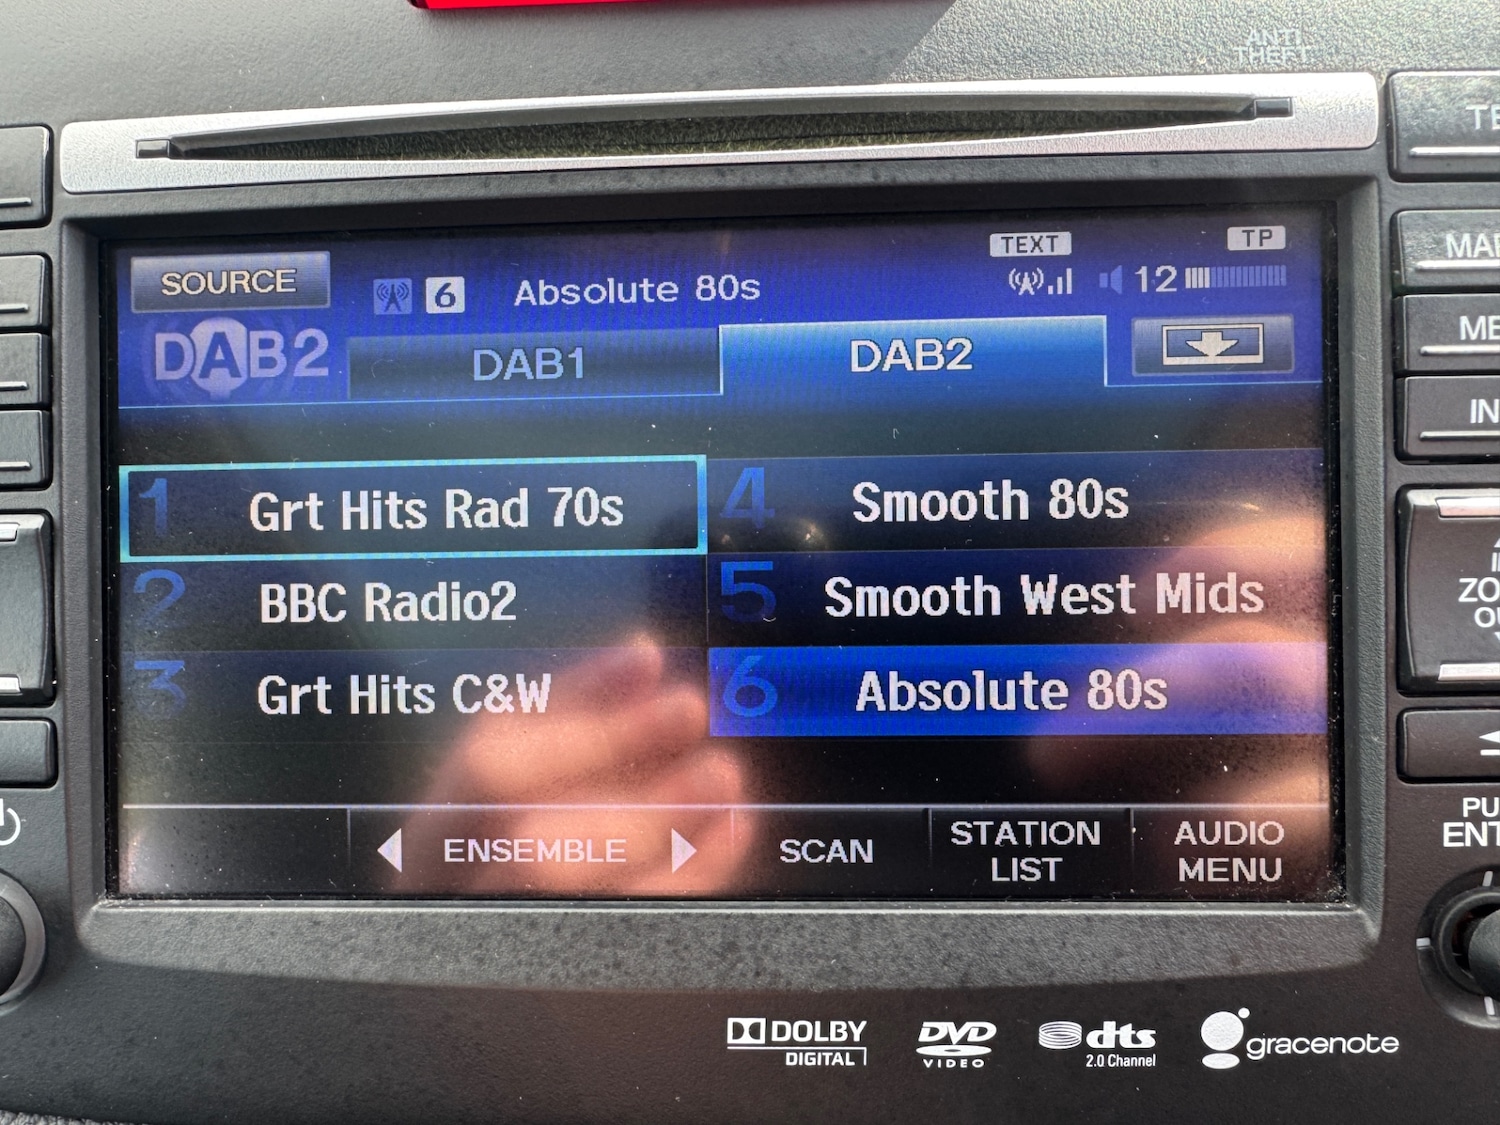 ANTI
THEFT
TEXT
TP
SOURCE
6 Absolute 80s
12
DAB2
DAB1
DAB2
1 Grt Hits Rad 70s
2 BBC Radio2
3 Grt Hits C&W
4 Smooth 80s
5 Smooth West Mids
6 Absolute 80s
ENSEMBLE
SCAN
STATION
LIST
AUDIO
MENU
DOLBY
DIGITAL
DVD
VIDEO
dts
2.0 Channel
gracenote